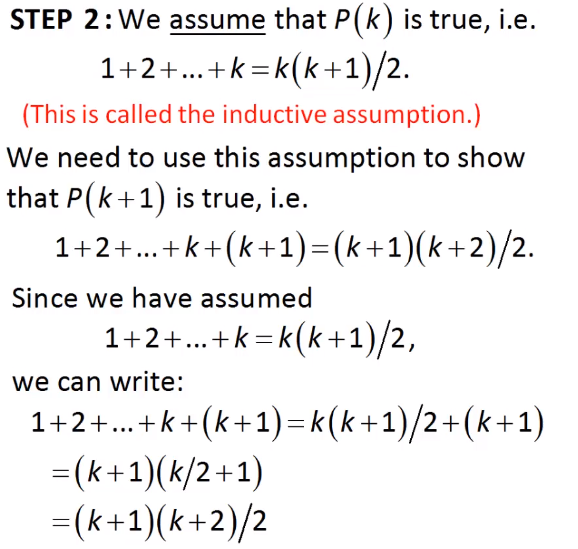 STEP 2: We assume that P(k) is true, i.e.
1+2+...+k=k(k+1)/2.
(This is called the inductive assumption.)
We need to use this assumption to show
that P(k+1) is true, i.e.
1+2+...+k+(k+1)=(k+1)(k+2)/2.
Since we have assumed
1+2+...+k=k(k+1)/2,
we can write:
1+2+...+k+(k+1)=k(k+1)/2+(k+1)
=(k+1)(k/2+1)
=(k+1)(k+2)/2